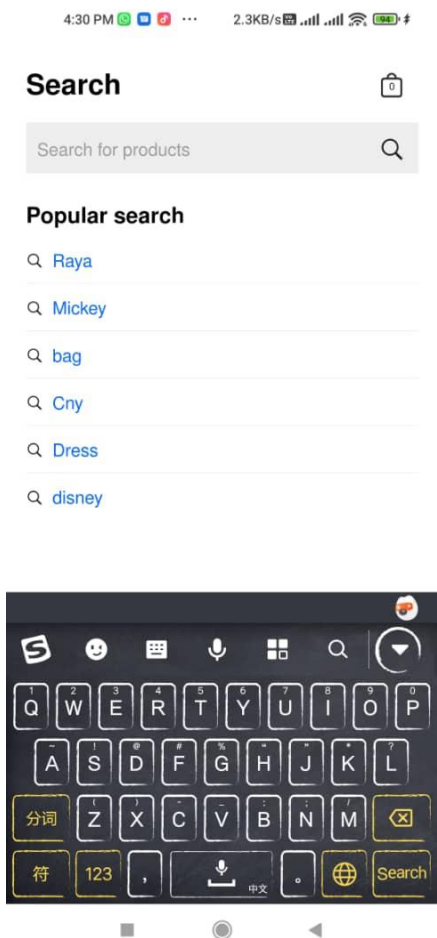 4:30 PM ... 2.3KB/s 94
Search
0
Search for products
Popular search
Raya
Mickey
bag
Cny
Dress
disney
S
1 2 3 4 5 6 7 8 9 0
Q W E R T Y U I O P
A S D F G H J K L
分词 Z X C V B N M
符 123 , 中文 。 Search